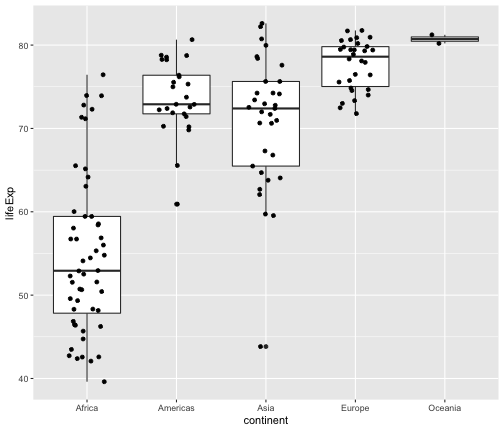 lifeExp
80
70
60
50
40
Africa
Americas
Asia
Europe
Oceania
continent